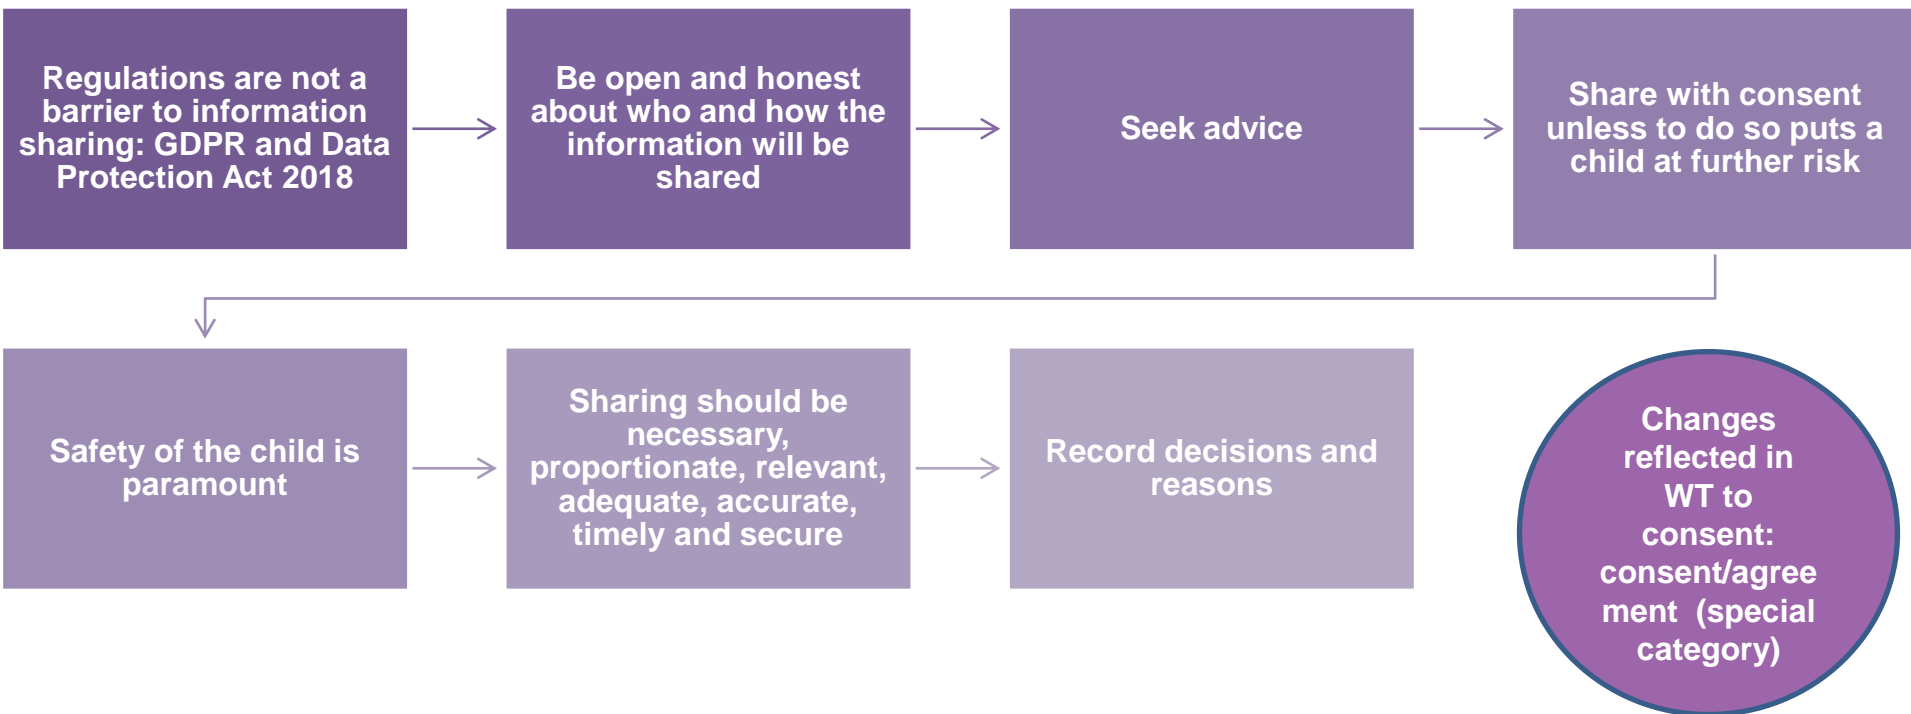 Regulations are not a
barrier to information
sharing: GDPR and Data
Protection Act 2018
Be open and honest
about who and how the
information will be
shared
Seek advice
Share with consent
unless to do so puts a
child at further risk
Safety of the child is
paramount
Sharing should be
necessary,
proportionate, relevant,
adequate, accurate,
timely and secure
Record decisions and
reasons
Changes
reflected in
WT to
consent:
consent/agree
ment (special
category)